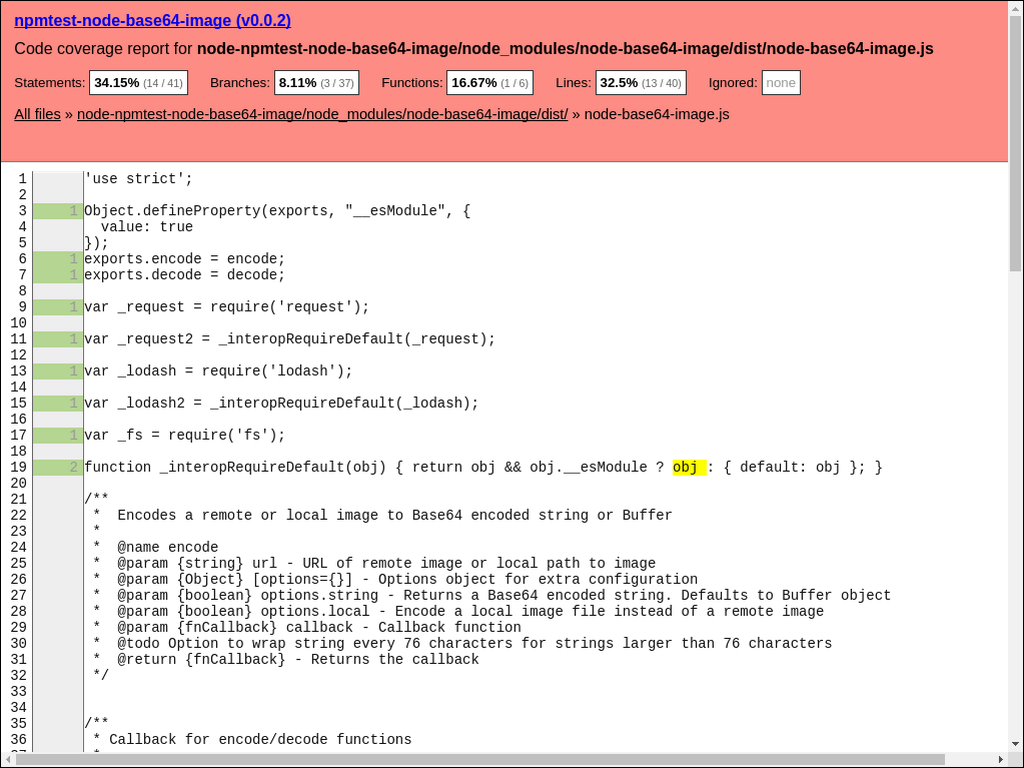 npmtest-node-base64-image (v0.0.2)
Code coverage report for node-npmtest-node-base64-image/node_modules/node-base64-image/dist/node-base64-image.js
Statements: 34.15% (14 / 41) Branches: 8.11% (3 / 37) Functions: 16.67% (1 / 6) Lines: 32.5% (13 / 40) Ignored: none
All files » node-npmtest-node-base64-image/node_modules/node-base64-image/dist/ » node-base64-image.js
1 'use strict';
2
3 1 Object.defineProperty(exports, "__esModule", {
4   value: true
5 });
6 1 exports.encode = encode;
7 1 exports.decode = decode;
8
9 1 var _request = require('request');
10
11 1 var _request2 = _interopRequireDefault(_request);
12
13 1 var _lodash = require('lodash');
14
15 1 var _lodash2 = _interopRequireDefault(_lodash);
16
17 1 var _fs = require('fs');
18
19 2 function _interopRequireDefault(obj) { return obj && obj.__esModule ? obj : { default: obj }; }
20
21 /**
22  *  Encodes a remote or local image to Base64 encoded string or Buffer
23  *
24  *  @name encode
25  *  @param {string} url - URL of remote image or local path to image
26  *  @param {Object} [options={}] - Options object for extra configuration
27  *  @param {boolean} options.string - Returns a Base64 encoded string. Defaults to Buffer object
28  *  @param {boolean} options.local - Encode a local image file instead of a remote image
29  *  @param {fnCallback} callback - Callback function
30  *  @todo Option to wrap string every 76 characters for strings larger than 76 characters
31  *  @return {fnCallback} - Returns the callback
32  */
33
34
35 /**
36  * Callback for encode/decode functions